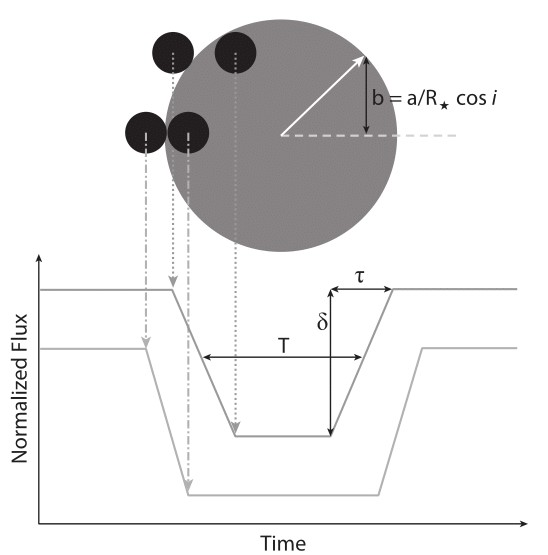 b = a/R★ cos i
τ
δ
T
Normalized Flux
Time